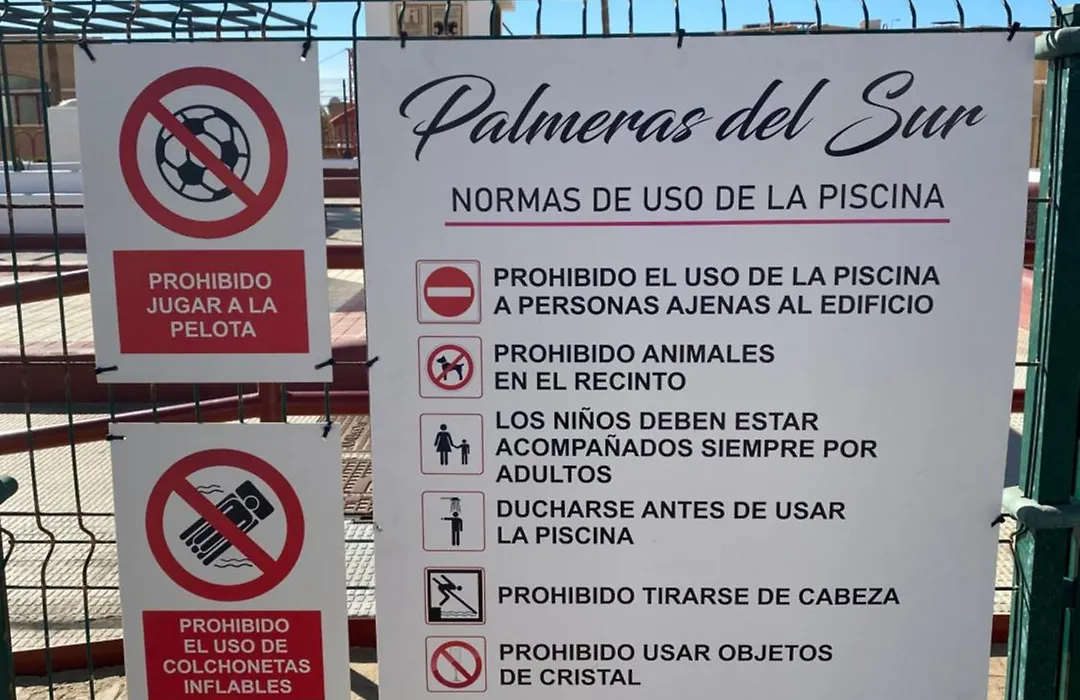 PROHIBIDO
JUGAR A LA
PELOTA
PROHIBIDO
EL USO DE
COLCHONETAS
INFLABLES
Palmeras del Sur
NORMAS DE USO DE LA PISCINA
PROHIBIDO EL USO DE LA PISCINA
A PERSONAS AJENAS AL EDIFICIO
PROHIBIDO ANIMALES
EN EL RECINTO
LOS NIÑOS DEBEN ESTAR
ACOMPAÑADOS SIEMPRE POR
ADULTOS
DUCHARSE ANTES DE USAR
LA PISCINA
PROHIBIDO TIRARSE DE CABEZA
PROHIBIDO USAR OBJETOS
DE CRISTAL